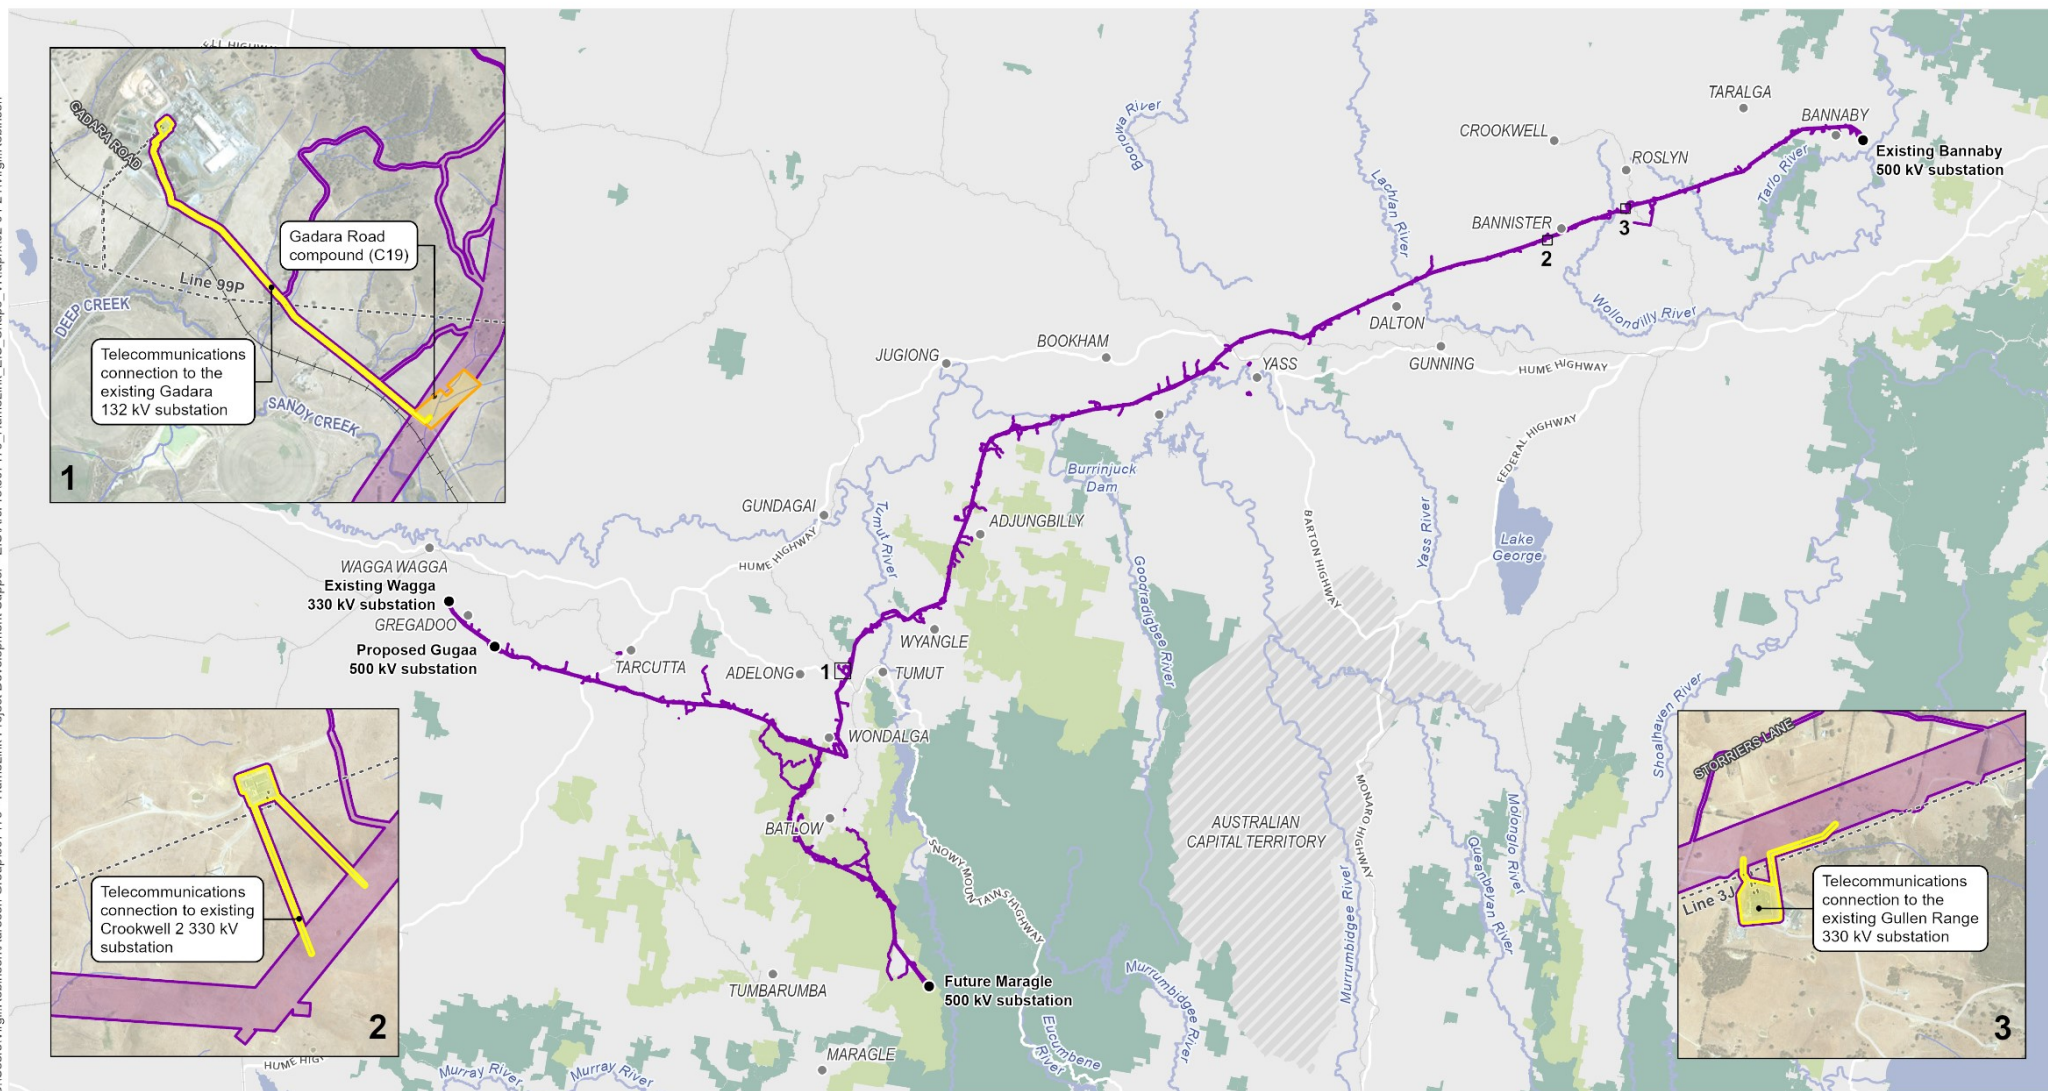 GADARA ROAD
Gadara Road
compound (C19)
Line 99P
DEEP CREEK
Telecommunications
connection to the
existing Gadara
132 kV substation
SANDY CREEK
1
Boorowa River
Lachlan River
TARALGA
CROOKWELL
BANNABY
ROSLYN
Existing Bannaby
500 kV substation
Tarlo River
BANNISTER
3
2
Wollondilly River
DALTON
BOOKHAM
JUGIONG
YASS
GUNNING
HUME HIGHWAY
FEDERAL HIGHWAY
Burrinjuck
Dam
GUNDAGAI
Tumut River
ADJUNGBILLY
HUME HIGHWAY
BARTON HIGHWAY
Yass River
Lake
George
Goodradigbee River
WAGGA WAGGA
Existing Wagga
330 kV substation
GREGADOO
Proposed Gugaa
500 kV substation
WYANGLE
TARCUTTA
ADELONG
1
TUMUT
WONDALGA
Shoalhaven River
BATLOW
SNOWY MOUNTAINS HIGHWAY
AUSTRALIAN
CAPITAL TERRITORY
MONARO HIGHWAY
Molonglo River
Queanbeyan River
Murrumbidgee River
Murrumbidgee River
TUMBARUMBA
Future Maragle
500 kV substation
Eucumbene
River
MARAGLE
Murray River
Murray River
Telecommunications
connection to existing
Crookwell 2 330 kV
substation
2
STORRIERS LANE
Line 3J
Telecommunications
connection to the
existing Gullen Range
330 kV substation
3